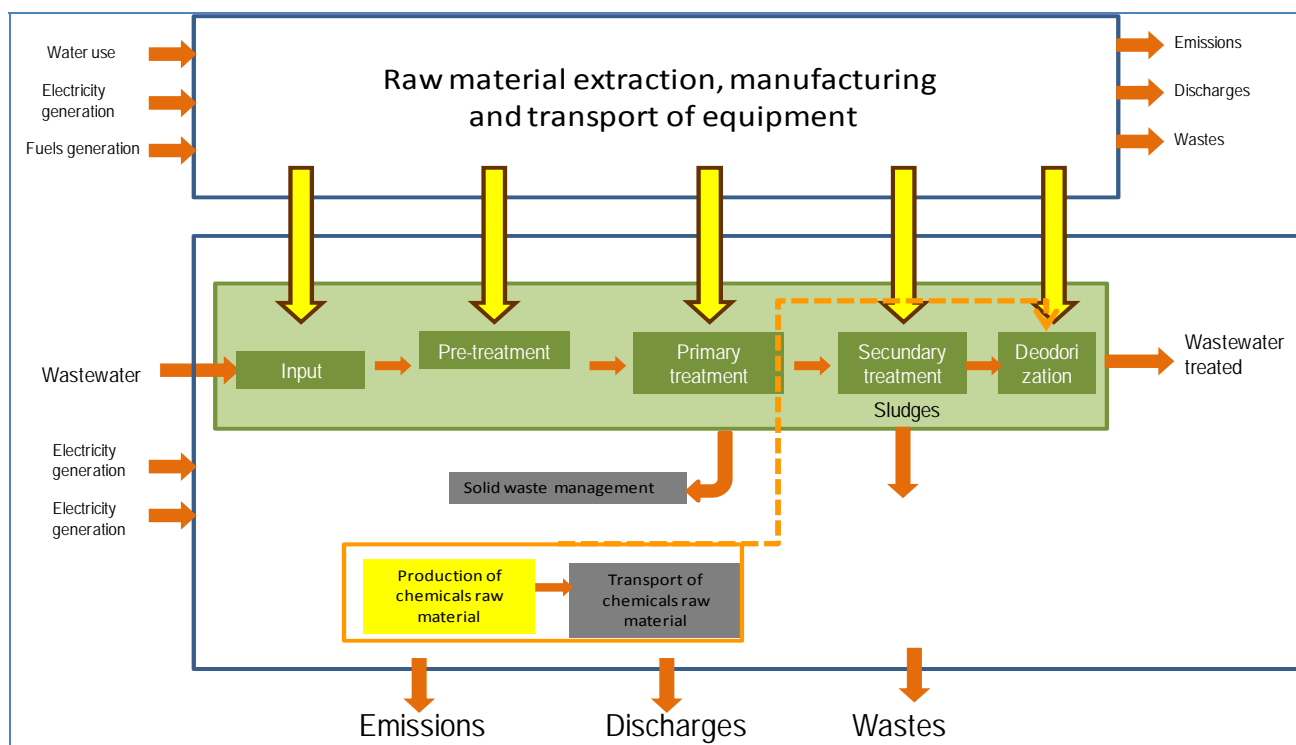 Water use
Electricity
generation
Fuels generation
Raw material extraction, manufacturing
and transport of equipment
Emissions
Discharges
Wastes
Wastewater
Input
Pre-treatment
Primary
treatment
Secundary
treatment
Deodori
zation
Wastewater
treated
Sludges
Electricity
generation
Electricity
generation
Solid waste management
Production of
chemicals raw
material
Transport of
chemicals raw
material
Emissions
Discharges
Wastes